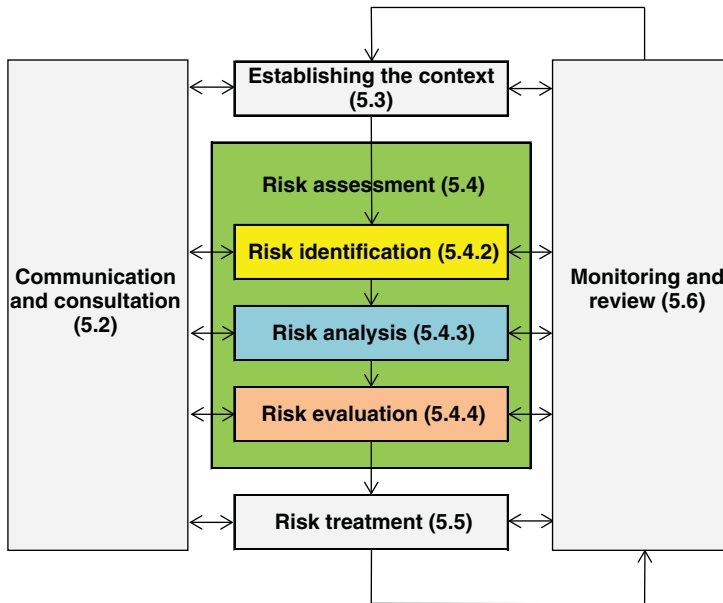 Establishing the context
(5.3)
Risk assessment (5.4)
Risk identification (5.4.2)
Communication
and consultation
(5.2)
Monitoring and
review (5.6)
Risk analysis (5.4.3)
Risk evaluation (5.4.4)
Risk treatment (5.5)